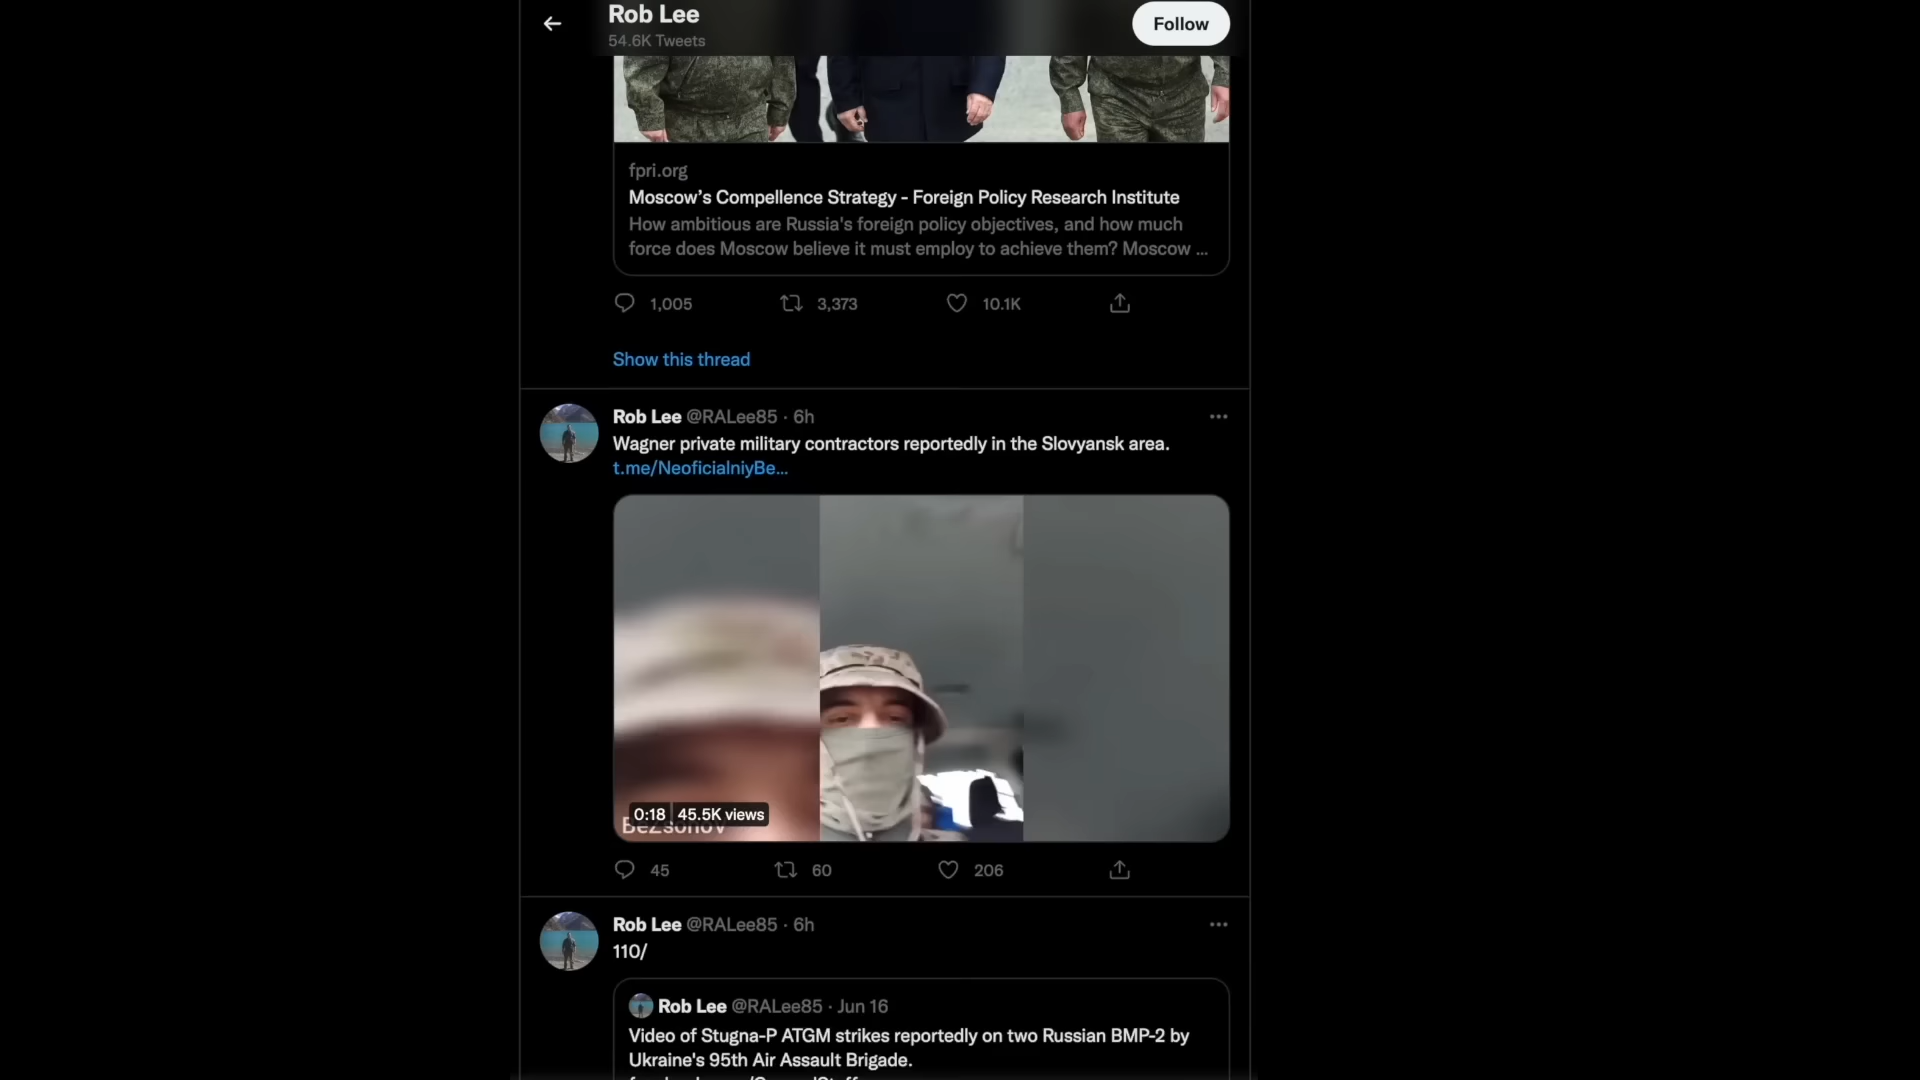 Rob Lee
54.6K Tweets
Follow
fpri.org
Moscow’s Compellence Strategy - Foreign Policy Research Institute
How ambitious are Russia's foreign policy objectives, and how much
force does Moscow believe it must employ to achieve them? Moscow ...
1,005 3,373 10.1K
Show this thread
Rob Lee @RALee85 · 6h
Wagner private military contractors reportedly in the Slovyansk area.
t.me/NeoficialniyBe...
0:18 45.5K views
BeZsonoV
45 60 206
Rob Lee @RALee85 · 6h
110/
Rob Lee @RALee85 · Jun 16
Video of Stugna-P ATGM strikes reportedly on two Russian BMP-2 by
Ukraine's 95th Air Assault Brigade.